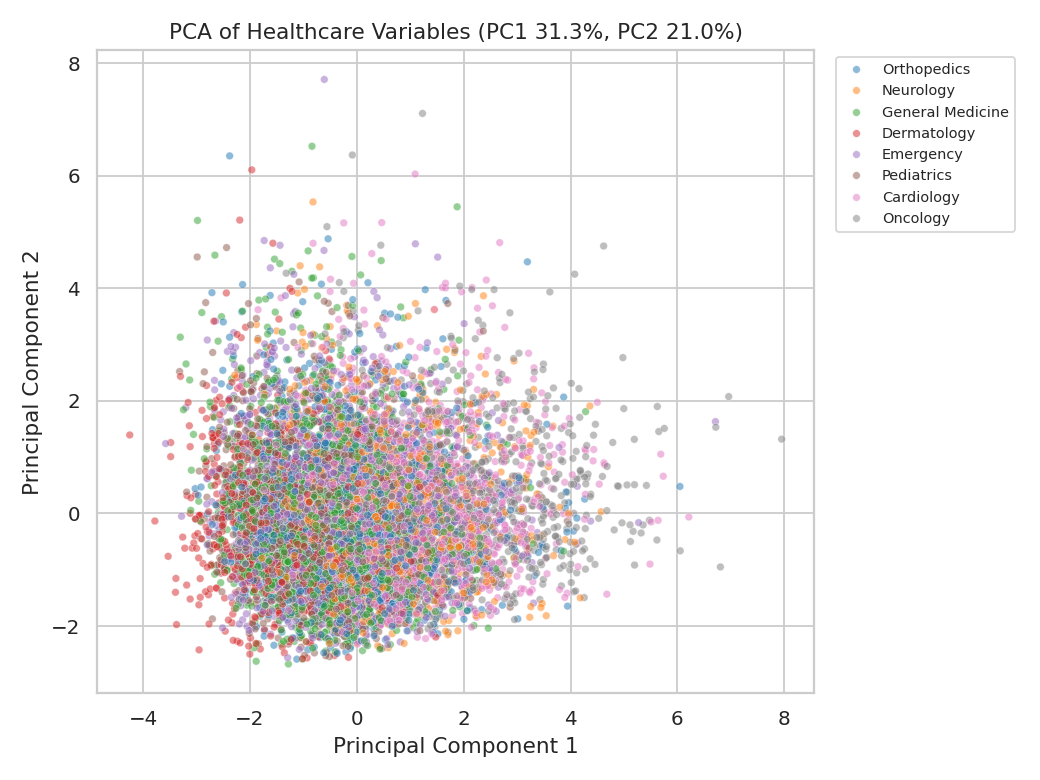 PCA of Healthcare Variables (PC1 31.3%, PC2 21.0%)
8
6
4
2
0
−2
Principal Component 2
−4
−2
0
2
4
6
8
Principal Component 1
Orthopedics
Neurology
General Medicine
Dermatology
Emergency
Pediatrics
Cardiology
Oncology